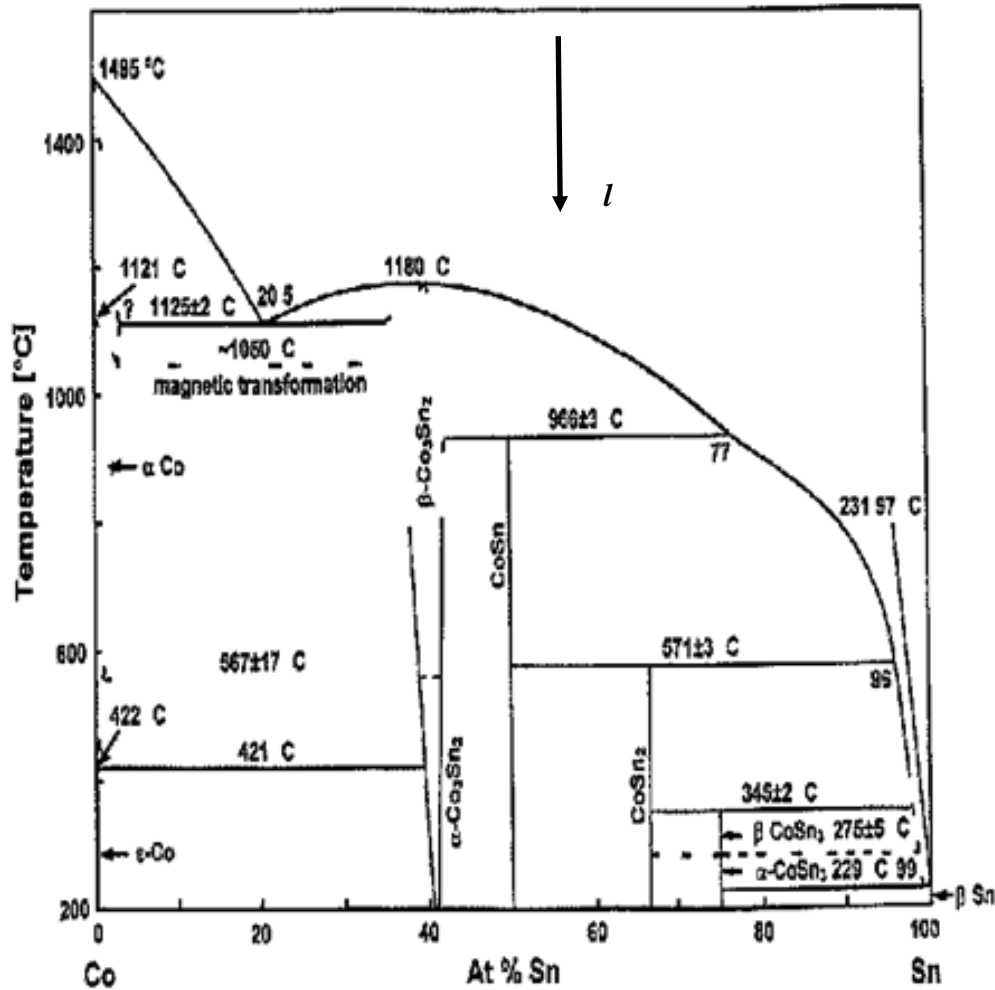 1495 °C
l
1400
1121 C
1180 C
? 1125±2 C
20 5
~1050 C
magnetic transformation
1000
966±3 C
77
α Co
β-Co₃Sn₂
CoSn
231 97 C
Temperature [°C]
600
567±17 C
571±3 C
96
422 C
421 C
α-Co₃Sn₂
CoSn₂
345±2 C
β CoSn₃ 275±5 C
ε-Co
α-CoSn₃ 229 C 99
β Sn
200
0 20 40 60 80 100
Co At % Sn Sn